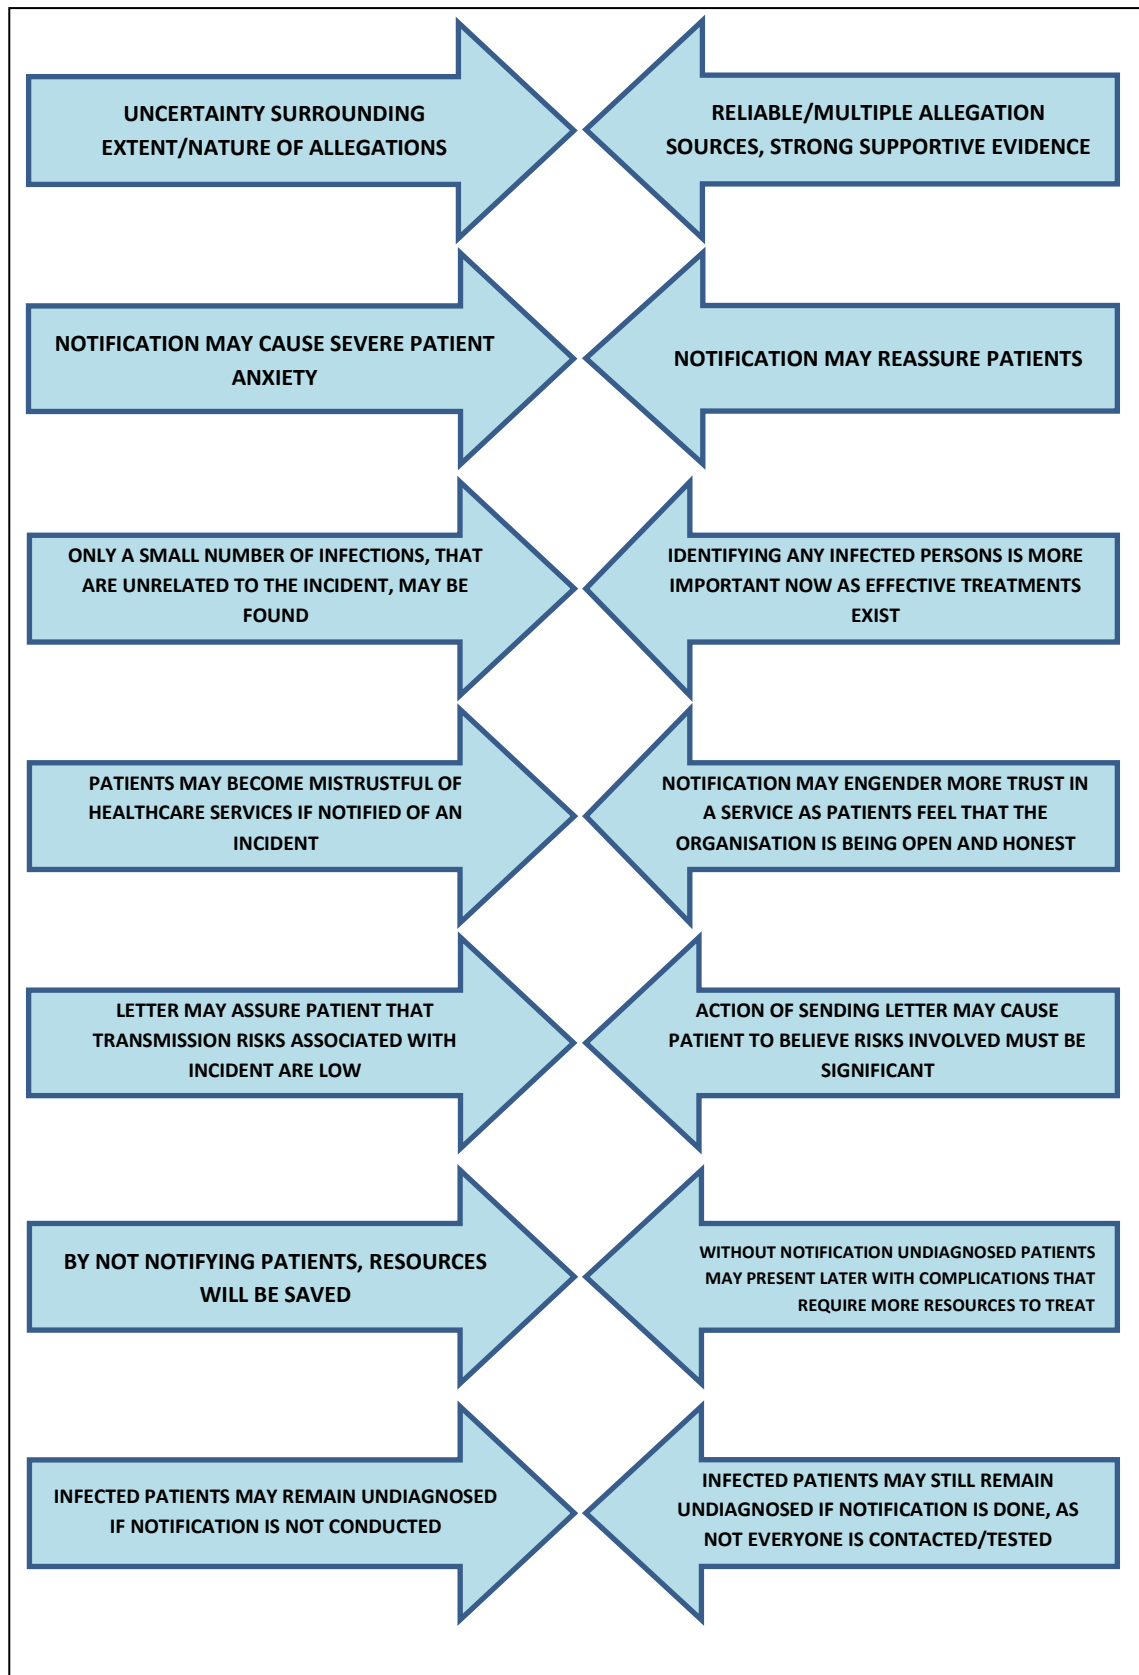 UNCERTAINTY SURROUNDING
EXTENT/NATURE OF ALLEGATIONS
RELIABLE/MULTIPLE ALLEGATION
SOURCES, STRONG SUPPORTIVE EVIDENCE
NOTIFICATION MAY CAUSE SEVERE PATIENT
ANXIETY
NOTIFICATION MAY REASSURE PATIENTS
ONLY A SMALL NUMBER OF INFECTIONS, THAT
ARE UNRELATED TO THE INCIDENT, MAY BE
FOUND
IDENTIFYING ANY INFECTED PERSONS IS MORE
IMPORTANT NOW AS EFFECTIVE TREATMENTS
EXIST
PATIENTS MAY BECOME MISTRUSTFUL OF
HEALTHCARE SERVICES IF NOTIFIED OF AN
INCIDENT
NOTIFICATION MAY ENGENDER MORE TRUST IN
A SERVICE AS PATIENTS FEEL THAT THE
ORGANISATION IS BEING OPEN AND HONEST
LETTER MAY ASSURE PATIENT THAT
TRANSMISSION RISKS ASSOCIATED WITH
INCIDENT ARE LOW
ACTION OF SENDING LETTER MAY CAUSE
PATIENT TO BELIEVE RISKS INVOLVED MUST BE
SIGNIFICANT
BY NOT NOTIFYING PATIENTS, RESOURCES
WILL BE SAVED
WITHOUT NOTIFICATION UNDIAGNOSED PATIENTS
MAY PRESENT LATER WITH COMPLICATIONS THAT
REQUIRE MORE RESOURCES TO TREAT
INFECTED PATIENTS MAY REMAIN UNDIAGNOSED
IF NOTIFICATION IS NOT CONDUCTED
INFECTED PATIENTS MAY STILL REMAIN
UNDIAGNOSED IF NOTIFICATION IS DONE, AS
NOT EVERYONE IS CONTACTED/TESTED